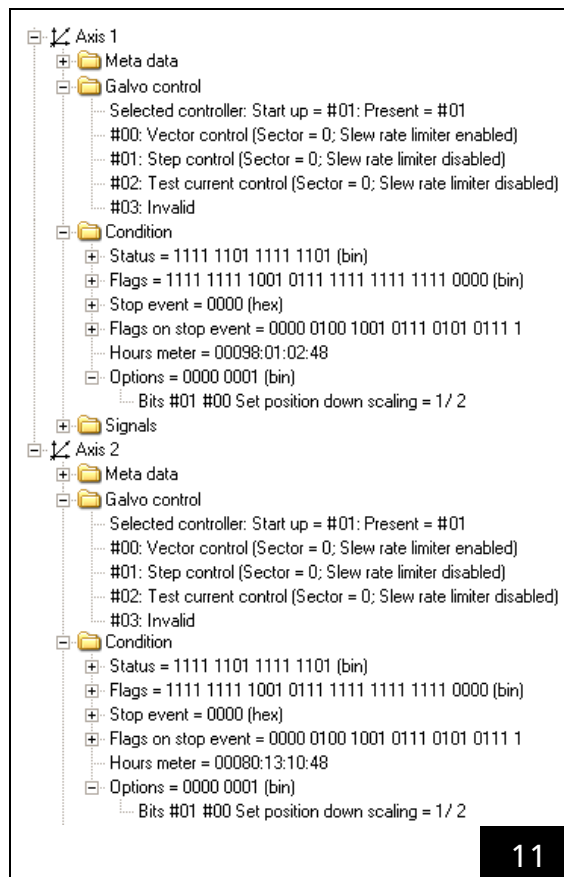 Axis 1
Meta data
Galvo control
Selected controller: Start up = #01: Present = #01
#00: Vector control (Sector = 0; Slew rate limiter enabled)
#01: Step control (Sector = 0; Slew rate limiter disabled)
#02: Test current control (Sector = 0; Slew rate limiter disabled)
#03: Invalid
Condition
Status = 1111 1101 1111 1101 (bin)
Flags = 1111 1111 1001 0111 1111 1111 1111 0000 (bin)
Stop event = 0000 (hex)
Flags on stop event = 0000 0100 1001 0111 0101 0111 1
Hours meter = 00098:01:02:48
Options = 0000 0001 (bin)
Bits #01 #00 Set position down scaling = 1/ 2
Signals
Axis 2
Meta data
Galvo control
Selected controller: Start up = #01: Present = #01
#00: Vector control (Sector = 0; Slew rate limiter enabled)
#01: Step control (Sector = 0; Slew rate limiter disabled)
#02: Test current control (Sector = 0; Slew rate limiter disabled)
#03: Invalid
Condition
Status = 1111 1101 1111 1101 (bin)
Flags = 1111 1111 1001 0111 1111 1111 1111 0000 (bin)
Stop event = 0000 (hex)
Flags on stop event = 0000 0100 1001 0111 0101 0111 1
Hours meter = 00080:13:10:48
Options = 0000 0001 (bin)
Bits #01 #00 Set position down scaling = 1/ 2
11